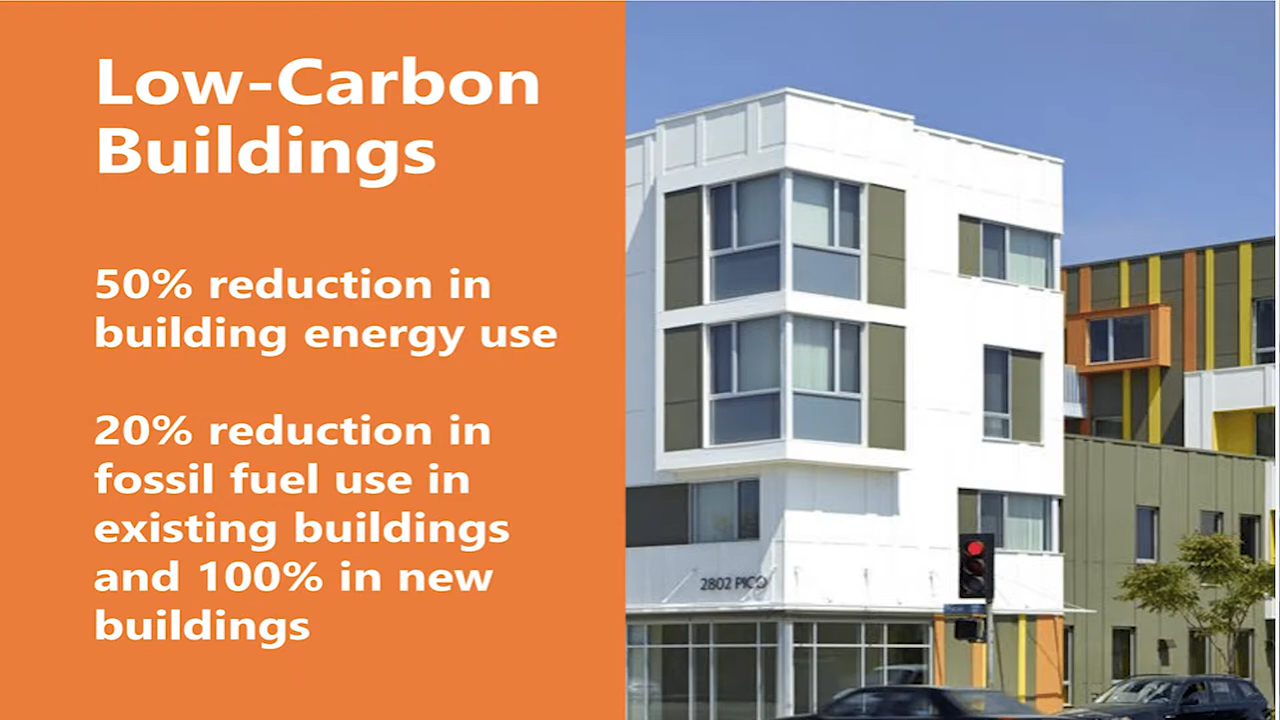 Low-Carbon
Buildings
50% reduction in
building energy use
20% reduction in
fossil fuel use in
existing buildings
and 100% in new
buildings
2802 PICO